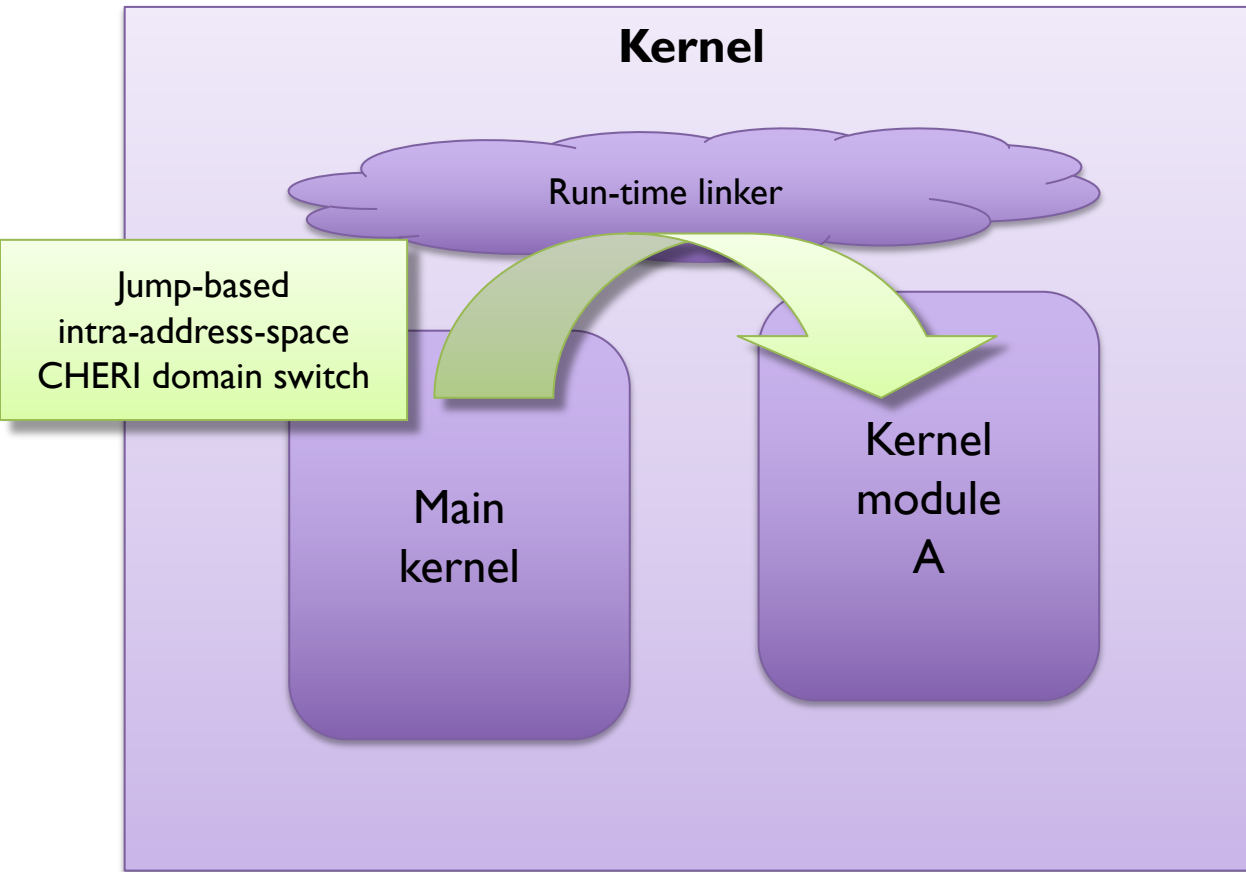 Kernel
Run-time linker
Jump-based
intra-address-space
CHERI domain switch
Main
kernel
Kernel
module
A